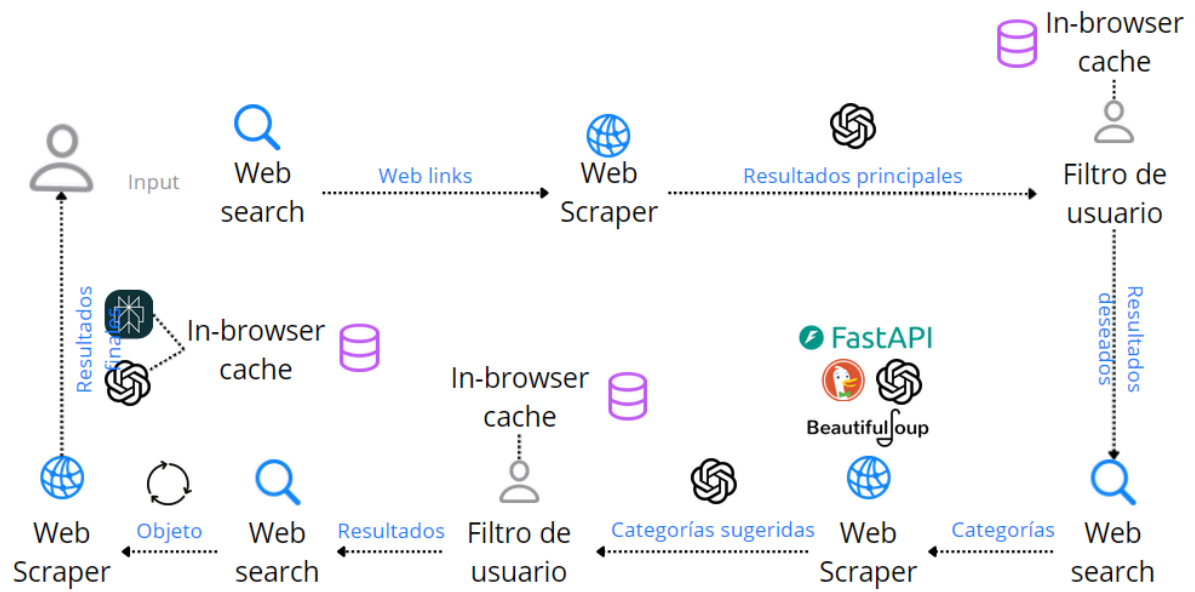 In-browser
cache
Input
Web
search
Web links
Web
Scraper
Resultados principales
Filtro de
usuario
Resultados
finales
In-browser
cache
In-browser
cache
FastAPI
BeautifulSoup
Resultados
deseados
Web
Scraper
Objeto
Web
search
Resultados
Filtro de
usuario
Categorías sugeridas
Web
Scraper
Categorías
Web
search